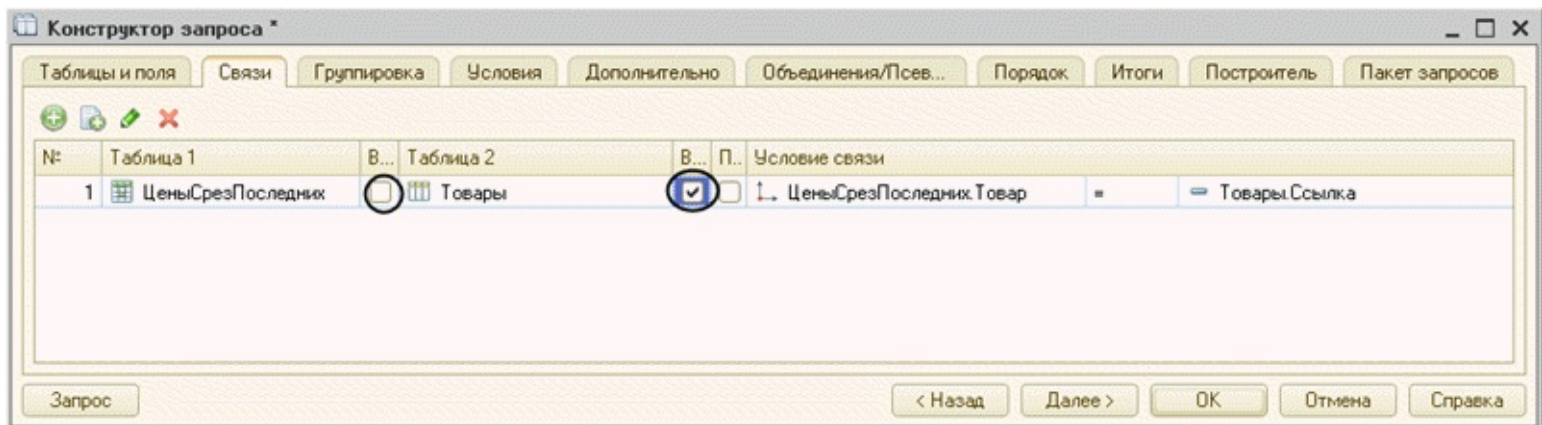 Конструктор запроса *
Таблицы и поля Связи Группировка Условия Дополнительно Объединения/Псев... Порядок Итоги Построитель Пакет запросов
№ Таблица 1 В... Таблица 2 В... П.. Условие связи
1 ЦеныСрезПоследних Товары ЦеныСрезПоследних.Товар = Товары.Ссылка
Запрос < Назад Далее > ОК Отмена Справка